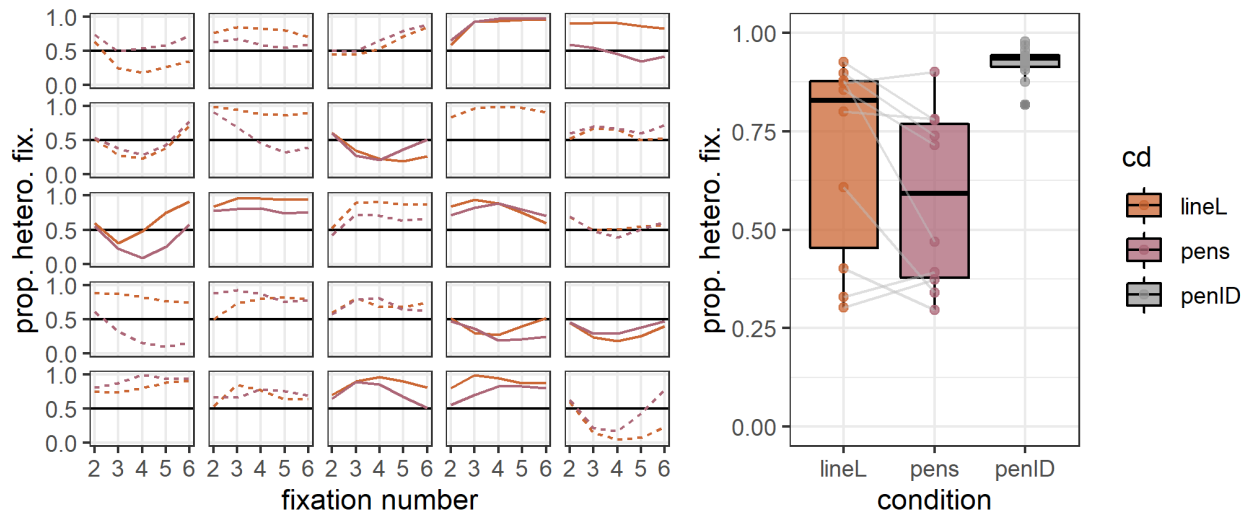 prop. hetero. fix.
1.0
0.5
0.0
1.0
0.5
0.0
1.0
0.5
0.0
1.0
0.5
0.0
1.0
0.5
0.0
2 3 4 5 6 2 3 4 5 6 2 3 4 5 6 2 3 4 5 6 2 3 4 5 6
fixation number
prop. hetero. fix.
1.00
0.75
0.50
0.25
0.00
lineL pens penID
condition
cd
lineL
pens
penID